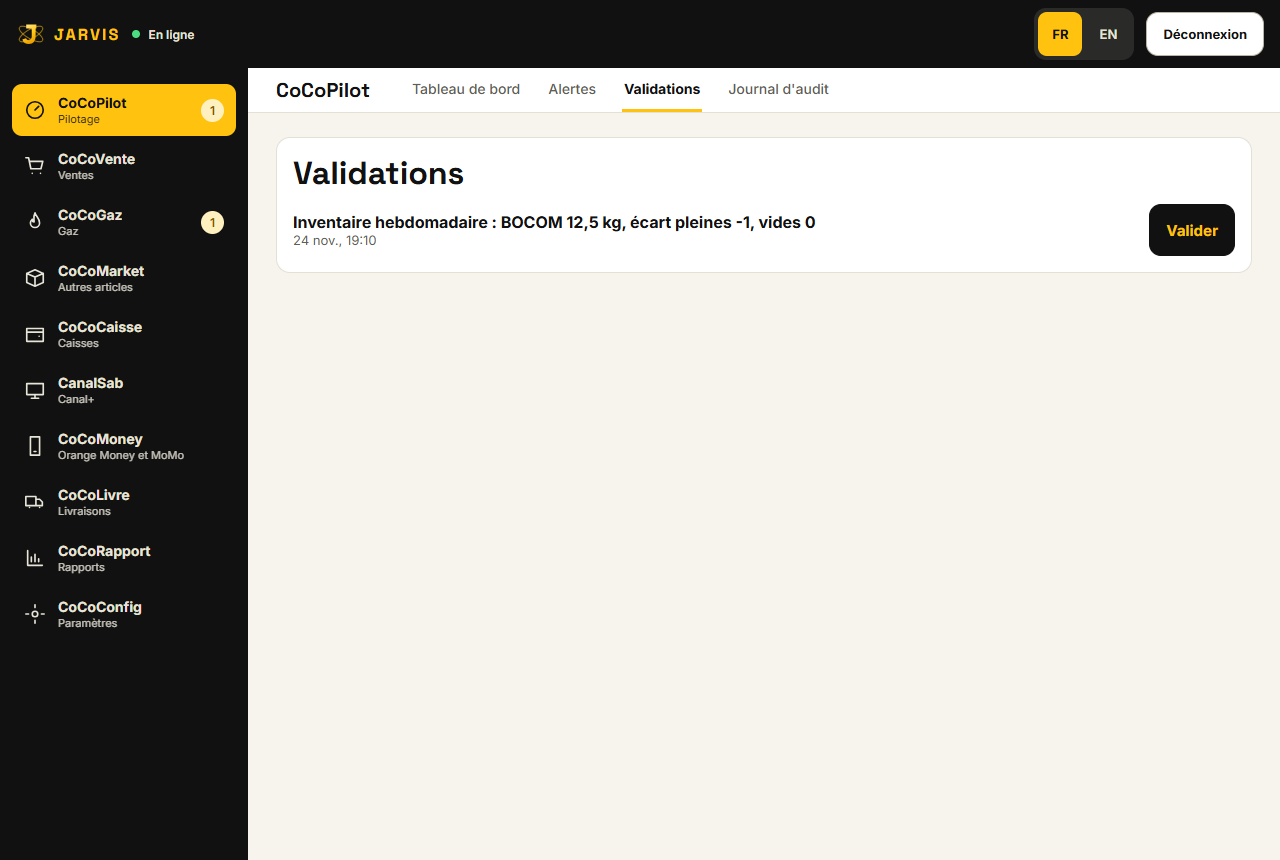 JARVIS
En ligne
FR
EN
Déconnexion
CoCoPilot
Pilotage
1
CoCoVente
Ventes
CoCoGaz
Gaz
1
CoCoMarket
Autres articles
CoCoCaisse
Caisses
CanalSab
Canal+
CoCoMoney
Orange Money et MoMo
CoCoLivre
Livraisons
CoCoRapport
Rapports
CoCoConfig
Paramètres
CoCoPilot
Tableau de bord
Alertes
Validations
Journal d'audit
Validations
Inventaire hebdomadaire : BOCOM 12,5 kg, écart pleines -1, vides 0
24 nov., 19:10
Valider